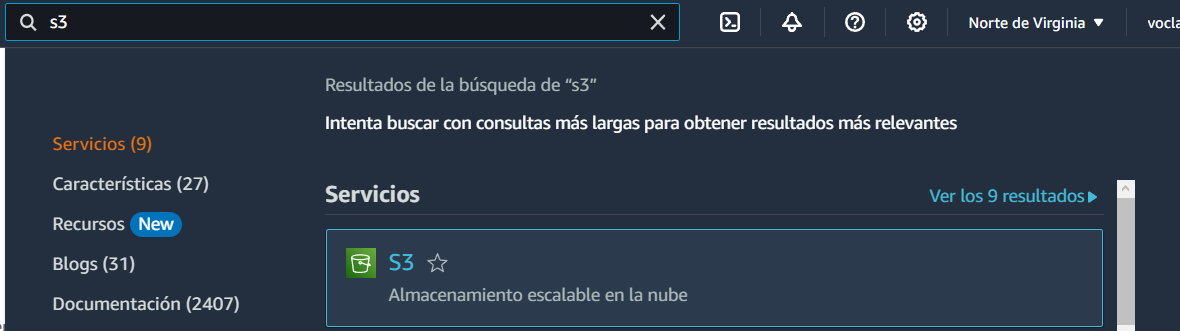 s3
Norte de Virginia
vocla
Resultados de la búsqueda de “s3”
Intenta buscar con consultas más largas para obtener resultados más relevantes
Servicios (9)
Características (27)
Recursos New
Blogs (31)
Documentación (2407)
Servicios
Ver los 9 resultados
S3
Almacenamiento escalable en la nube